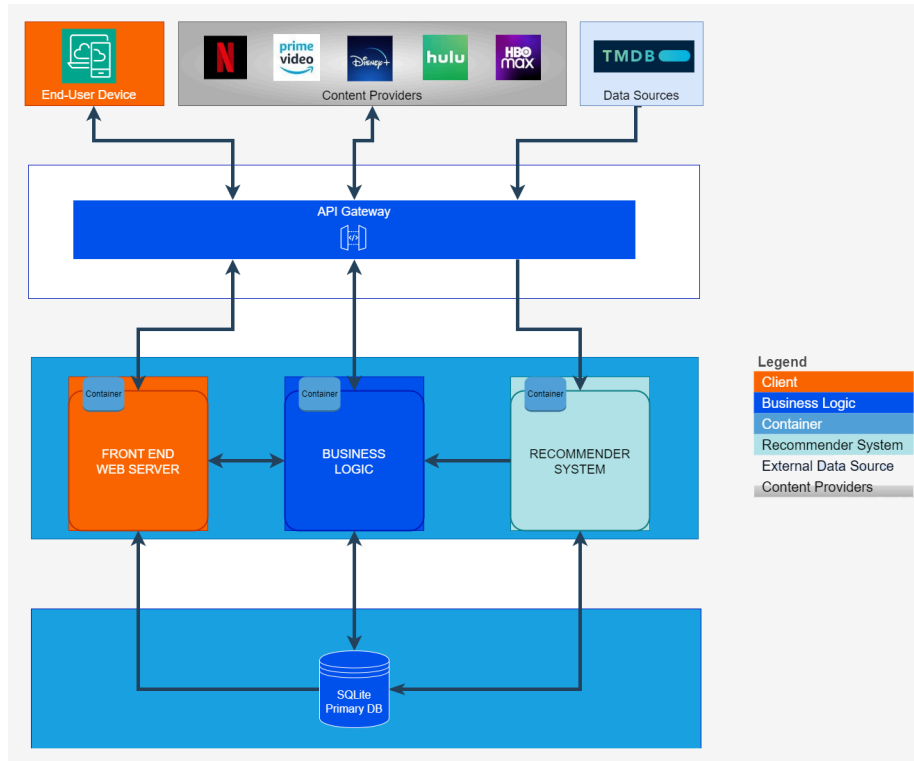 N
prime
video
Disney+
hulu
HBO
max
TMDB
End-User Device
Content Providers
Data Sources
API Gateway
</>
Container
Container
Container
FRONT END
WEB SERVER
BUSINESS
LOGIC
RECOMMENDER
SYSTEM
SQLite
Primary DB
Legend
Client
Business Logic
Container
Recommender System
External Data Source
Content Providers